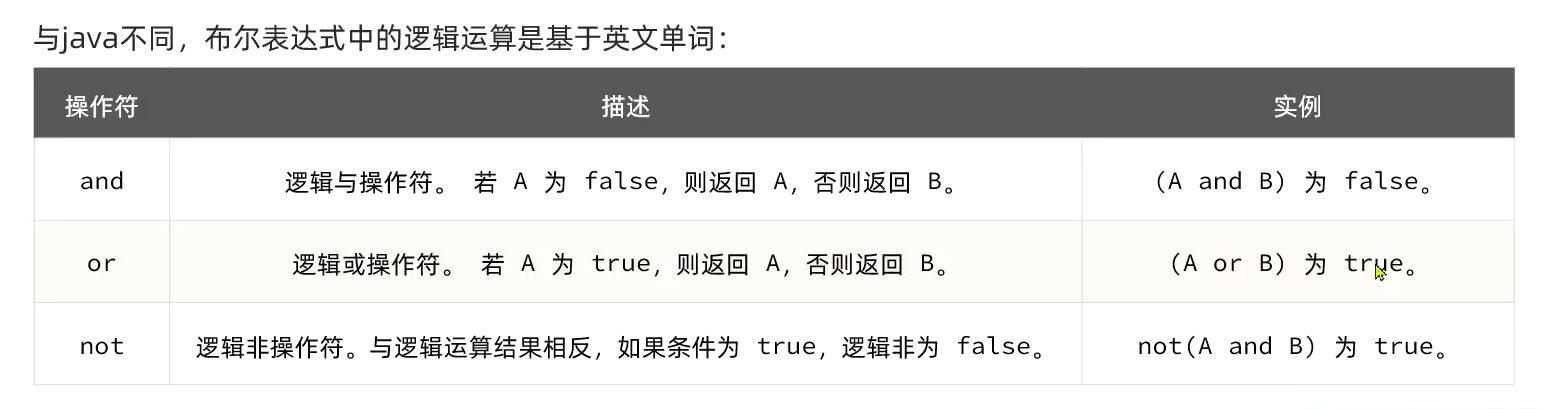 与java不同，布尔表达式中的逻辑运算是基于英文单词：
操作符 描述 实例
and 逻辑与操作符。 若 A 为 false，则返回 A，否则返回 B。 (A and B) 为 false。
or 逻辑或操作符。 若 A 为 true，则返回 A，否则返回 B。 (A or B) 为 true。
not 逻辑非操作符。与逻辑运算结果相反，如果条件为 true，逻辑非为 false。 not(A and B) 为 true。